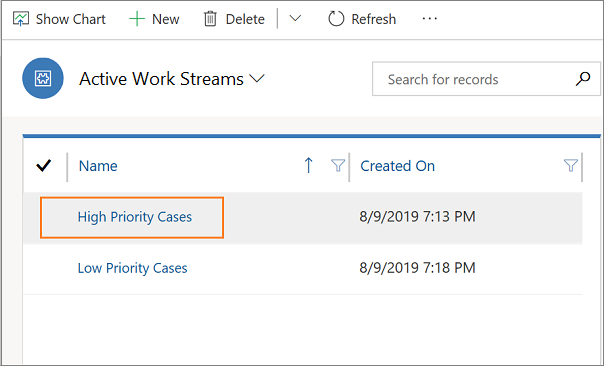 Show Chart New Delete Refresh ...
Active Work Streams Search for records
Name Created On
High Priority Cases 8/9/2019 7:13 PM
Low Priority Cases 8/9/2019 7:18 PM